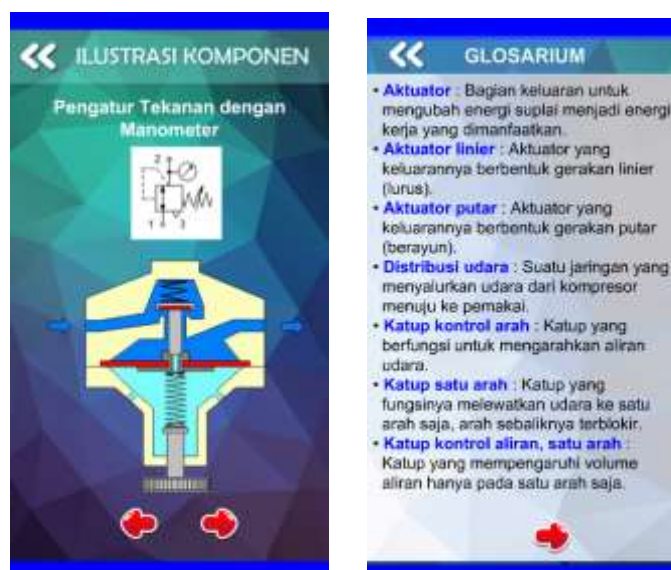 ILUSTRASI KOMPONEN
Pengatur Tekanan dengan
Manometer
2
1 3
GLOSARIUM
• Aktuator : Bagian keluaran untuk
mengubah energi suplai menjadi energi
kerja yang dimanfaatkan.
• Aktuator linier : Aktuator yang
keluarannya berbentuk gerakan linier
(lurus).
• Aktuator putar : Aktuator yang
keluarannya berbentuk gerakan putar
(berayun).
• Distribusi udara : Suatu jaringan yang
menyalurkan udara dari kompresor
menuju ke pemakai.
• Katup kontrol arah : Katup yang
berfungsi untuk mengarahkan aliran
udara.
• Katup satu arah : Katup yang
fungsinya melewatkan udara ke satu
arah saja, arah sebaliknya terblokir.
• Katup kontrol aliran, satu arah :
Katup yang mempengaruhi volume
aliran hanya pada satu arah saja.